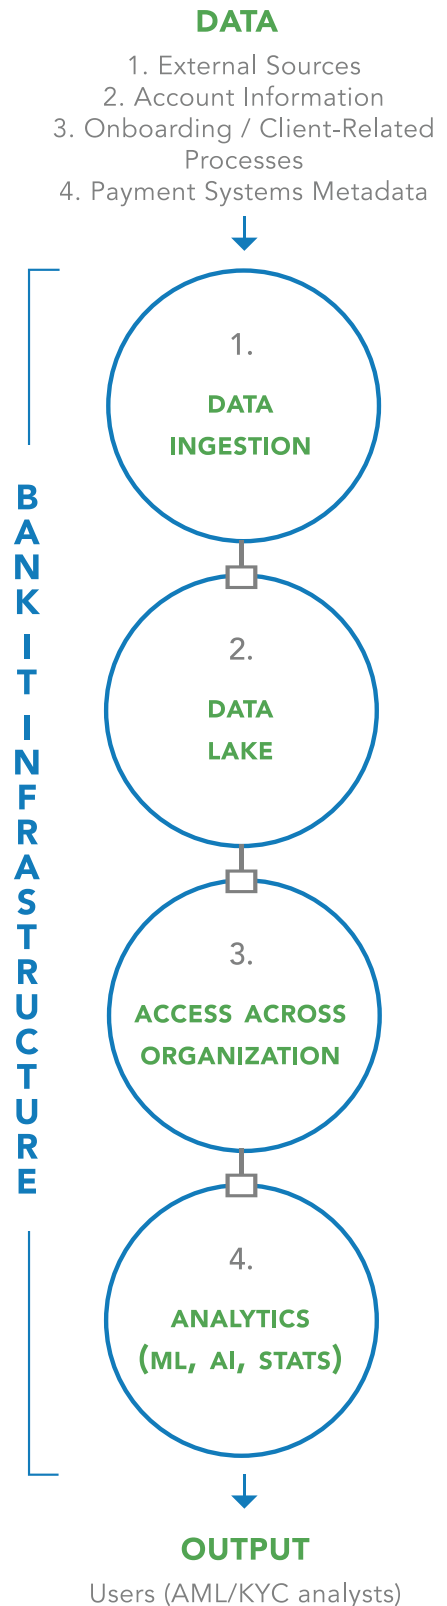 DATA
1. External Sources
2. Account Information
3. Onboarding / Client-Related
Processes
4. Payment Systems Metadata
BANK IT INFRASTRUCTURE
1.
DATA
INGESTION
2.
DATA
LAKE
3.
ACCESS ACROSS
ORGANIZATION
4.
ANALYTICS
(ML, AI, STATS)
OUTPUT
Users (AML/KYC analysts)